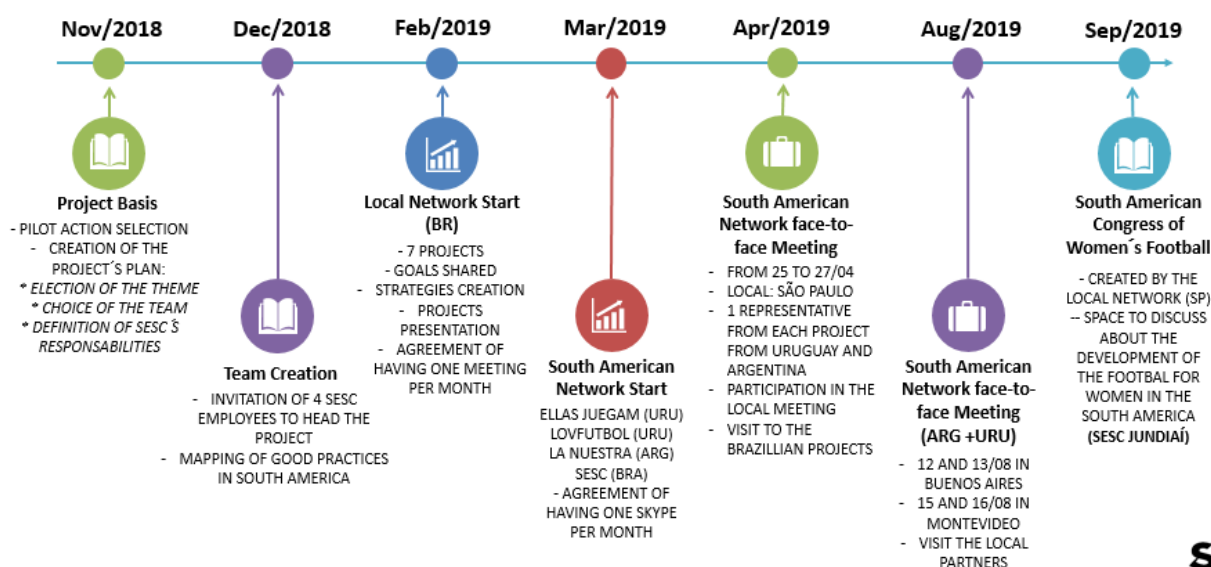 Nov/2018
Dec/2018
Feb/2019
Mar/2019
Apr/2019
Aug/2019
Sep/2019
Project Basis
- PILOT ACTION SELECTION
- CREATION OF THE
PROJECT´S PLAN:
* ELECTION OF THE THEME
* CHOICE OF THE TEAM
* DEFINITION OF SESC´S
RESPONSABILITIES
Team Creation
- INVITATION OF 4 SESC
EMPLOYEES TO HEAD THE
PROJECT
- MAPPING OF GOOD PRACTICES
IN SOUTH AMERICA
Local Network Start
(BR)
- 7 PROJECTS
- GOALS SHARED
- STRATEGIES CREATION
- PROJECTS
PRESENTATION
- AGREEMENT OF
HAVING ONE MEETING
PER MONTH
South American
Network Start
ELLAS JUEGAM (URU)
LOVFUTBOL (URU)
LA NUESTRA (ARG)
SESC (BRA)
- AGREEMENT OF
HAVING ONE SKYPE
PER MONTH
South American
Network face-to-
face Meeting
- FROM 25 TO 27/04
- LOCAL: SÃO PAULO
- 1 REPRESENTATIVE
FROM EACH PROJECT
FROM URUGUAY AND
ARGENTINA
- PARTICIPATION IN THE
LOCAL MEETING
- VISIT TO THE
BRAZILLIAN PROJECTS
South American
Network face-to-
face Meeting
(ARG +URU)
- 12 AND 13/08 IN
BUENOS AIRES
- 15 AND 16/08 IN
MONTEVIDEO
- VISIT THE LOCAL
PARTNERS
South American
Congress of
Women´s Football
- CREATED BY THE
LOCAL NETWORK (SP)
-- SPACE TO DISCUSS
ABOUT THE
DEVELOPMENT OF
THE FOOTBAL FOR
WOMEN IN THE
SOUTH AMERICA
(SESC JUNDIAÍ)